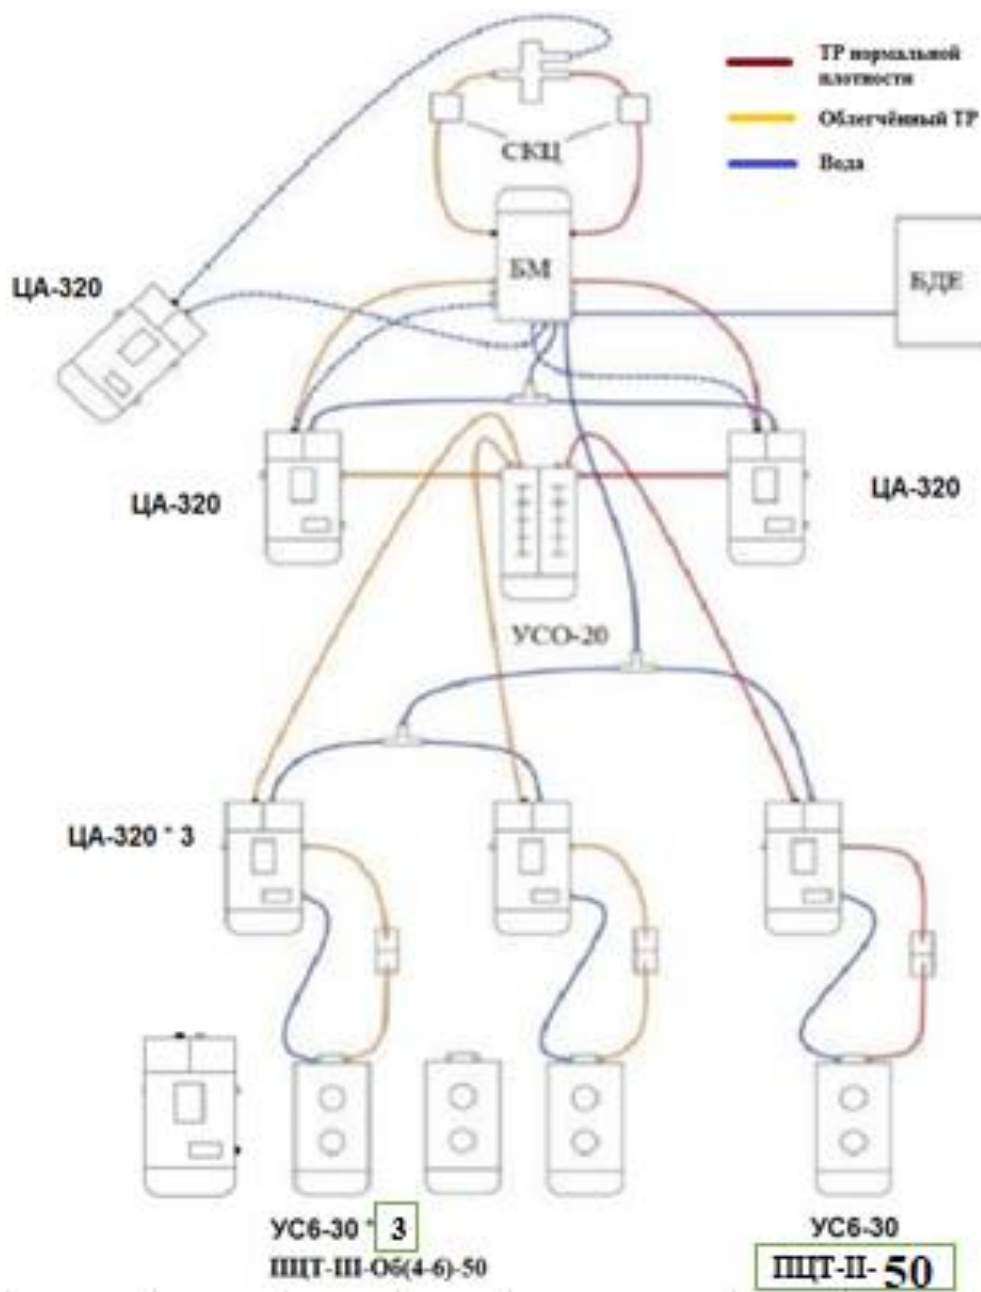 ТР нормальной
плотности
Облегчённый ТР
Вода
СКЦ
БМ
БДЕ
ЦА-320
ЦА-320
ЦА-320
УСО-20
ЦА-320 * 3
УС6-30 * 3
ПЦТ-III-Об(4-6)-50
УС6-30
ПЦТ-II-50